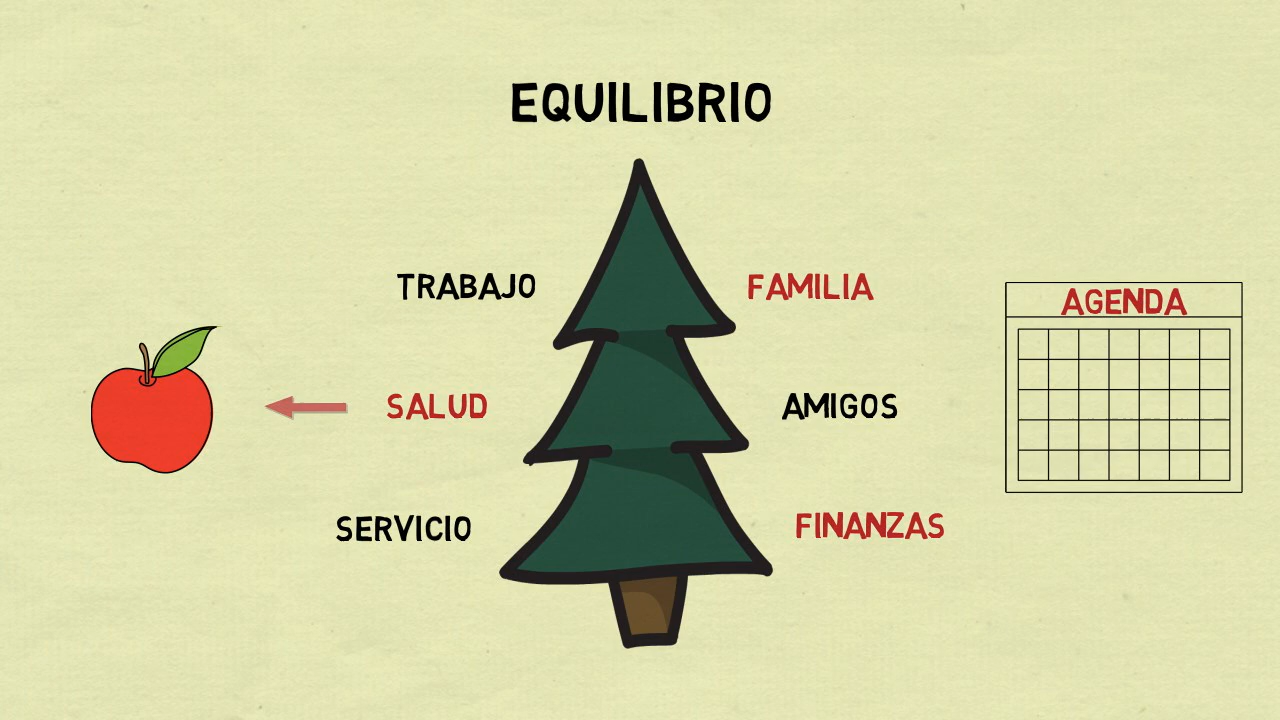 EQUILIBRIO
TRABAJO
FAMILIA
AGENDA
SALUD
AMIGOS
SERVICIO
FINANZAS